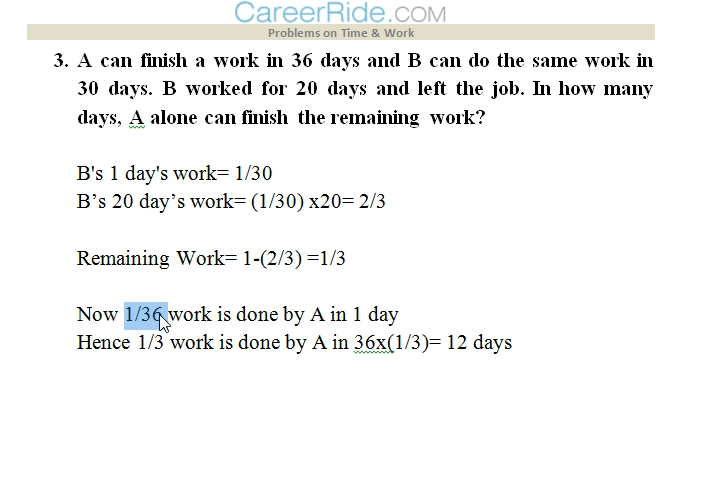 CareerRide.COM
Problems on Time & Work
3. A can finish a work in 36 days and B can do the same work in
30 days. B worked for 20 days and left the job. In how many
days, A alone can finish the remaining work?
B's 1 day's work= 1/30
B’s 20 day’s work= (1/30) x20= 2/3
Remaining Work= 1-(2/3) =1/3
Now 1/36 work is done by A in 1 day
Hence 1/3 work is done by A in 36x(1/3)= 12 days